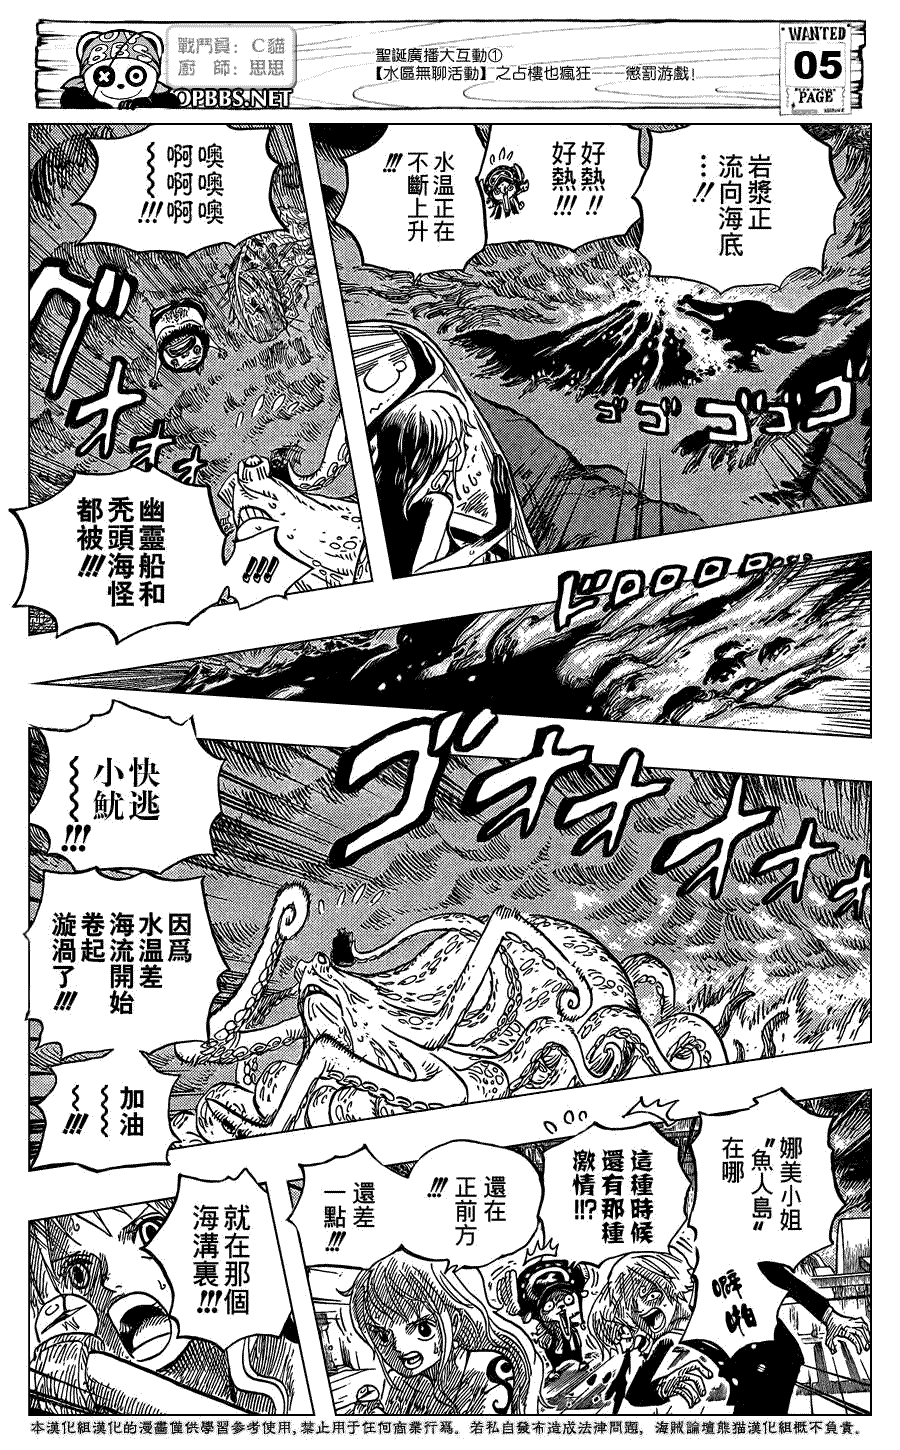 戰鬥員：C貓
廚 師：思思
OPBBS.NET
聖誕廣播大互動①
【水區無聊活動】之占樓也瘋狂——懲罰游戲！
WANTED
05
PAGE
岩漿正
流向海底
…!!
好熱!!
好熱!!!
水温正在
不斷上升
!!!
噢噢噢
啊啊啊
～～!!!
ゴゴゴゴゴ
ゴオオオ
幽靈船和
禿頭海怪
都被!!!
!!!
ドロロロロ
快逃
小魷
～～!!!
ゴオオオオオ
因爲
水温差
海流開始
卷起
漩渦了!!!
加油
～～
～～!!!
娜美小姐
“魚人島”
在哪
噼
啪
這種時候
還有那種
激情!!?
還在
正前方
!!!
還差
一點!!!
就在那個
海溝裏!!!
本漢化組漢化的漫畫僅供學習參考使用,禁止用于任何商業行爲。若私自發布造成法律問題，海賊論壇熊猫漢化組概不負責。